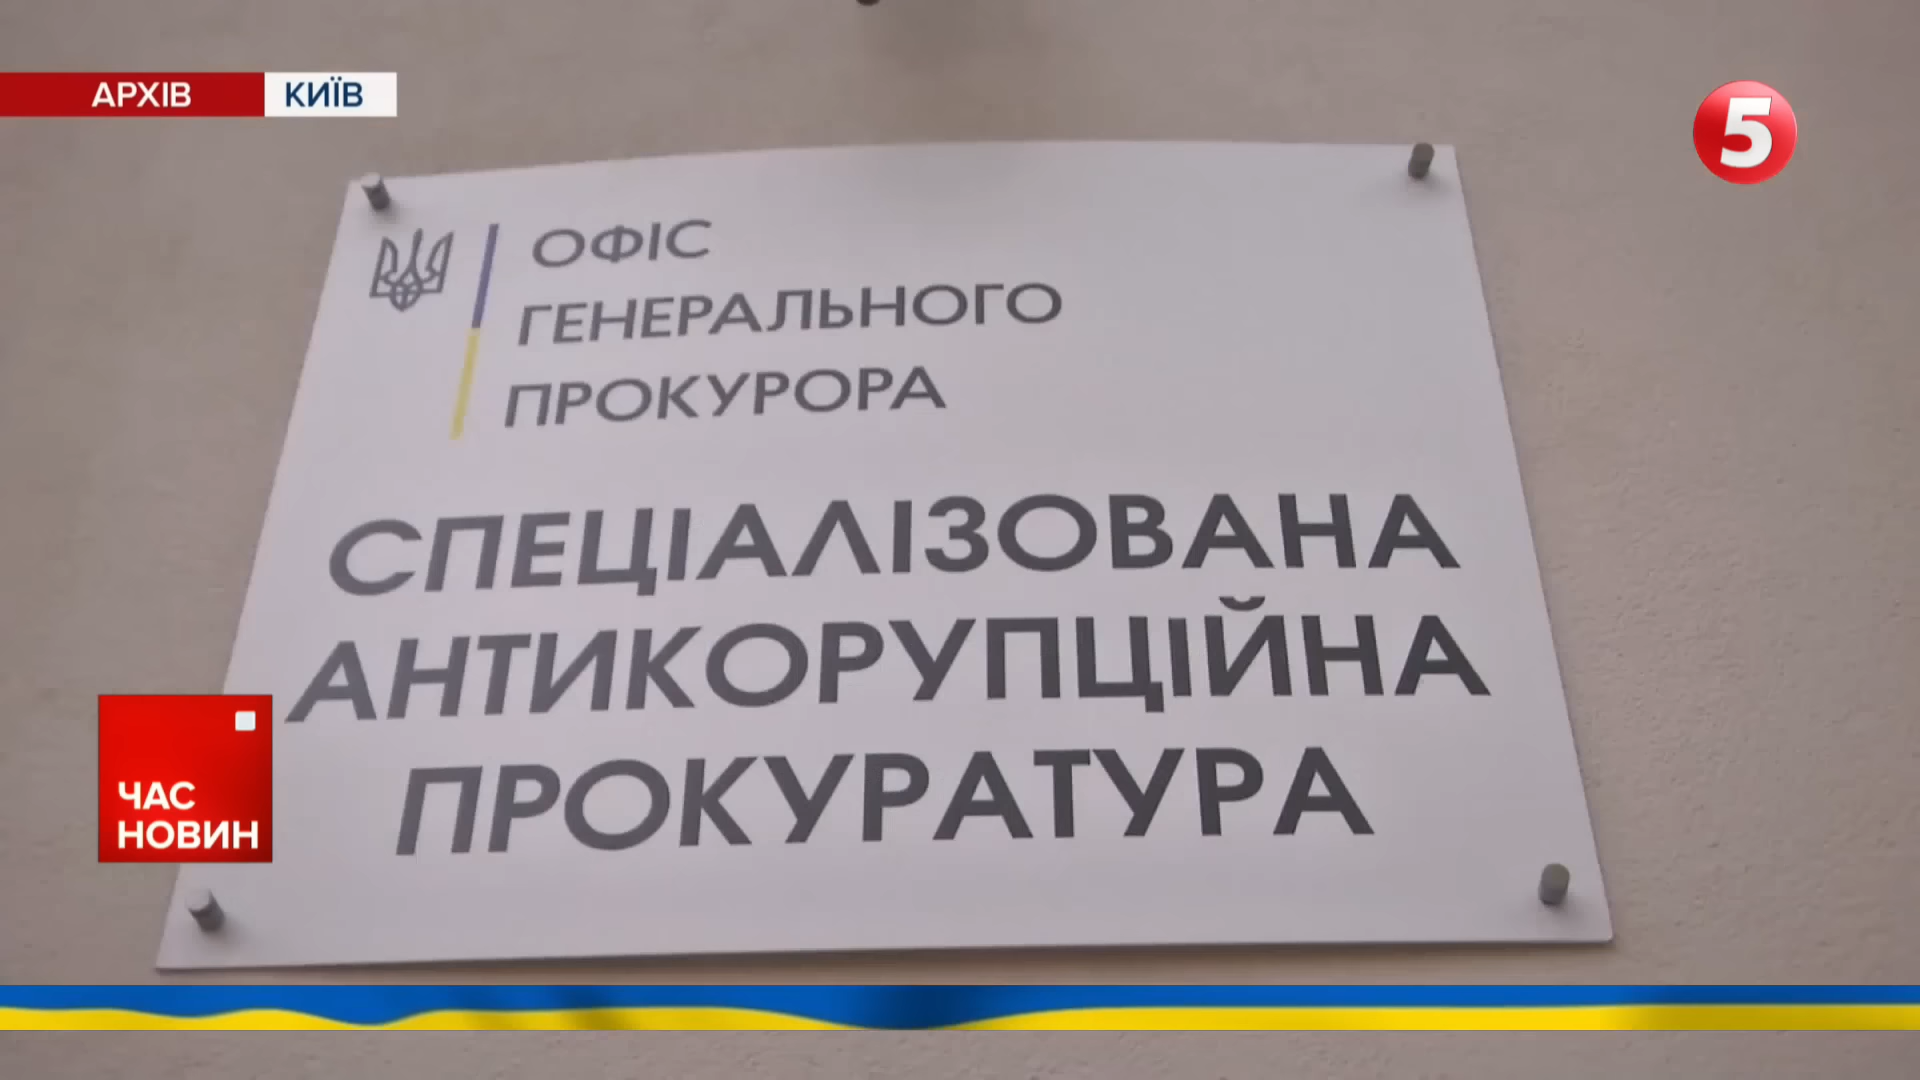 АРХІВ КИЇВ
5
ОФІС
ГЕНЕРАЛЬНОГО
ПРОКУРОРА
СПЕЦІАЛІЗОВАНА
АНТИКОРУПЦІЙНА
ПРОКУРАТУРА
ЧАС
НОВИН